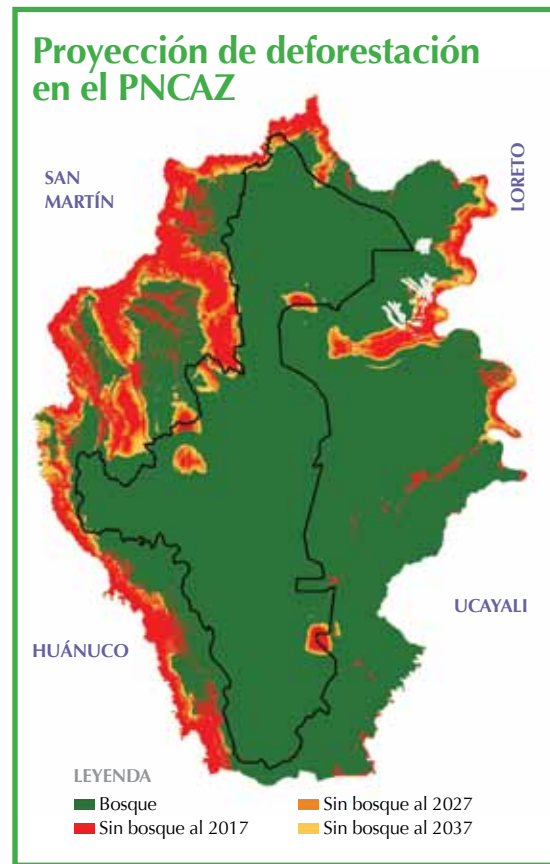 Proyección de deforestación
en el PNCAZ
SAN
MARTÍN
LORETO
UCAYALI
HUÁNUCO
LEYENDA
Bosque
Sin bosque al 2017
Sin bosque al 2027
Sin bosque al 2037